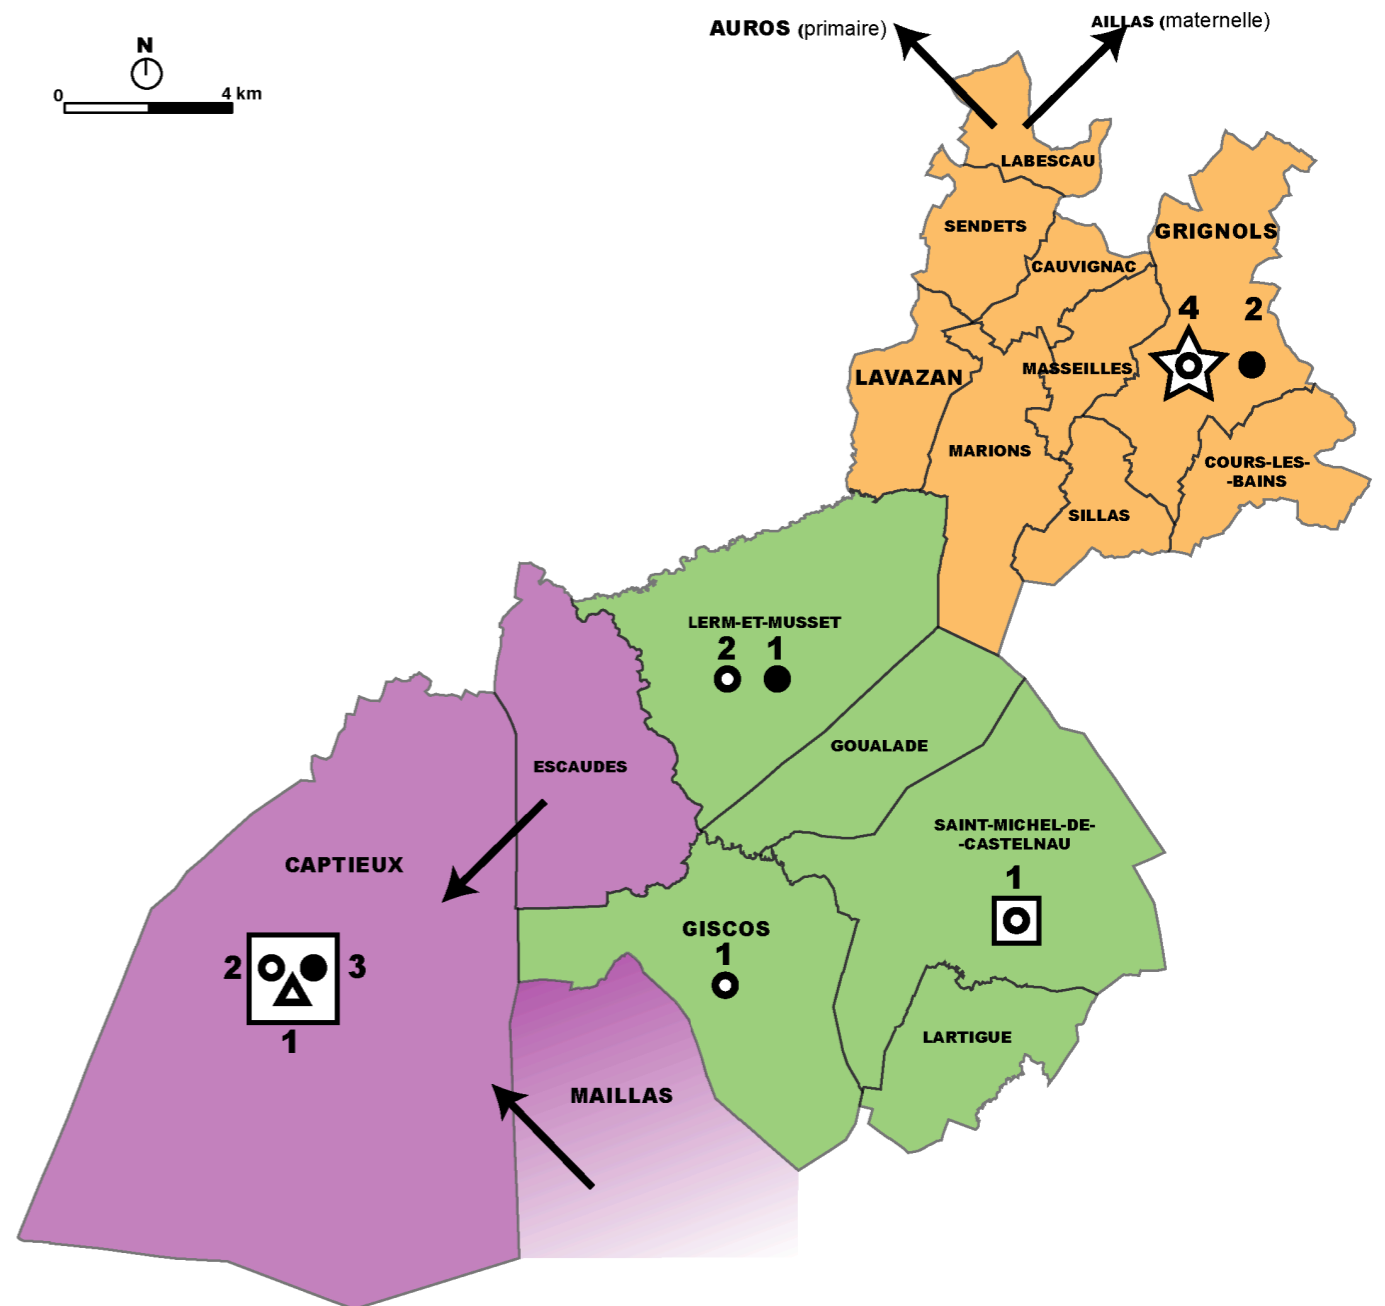 AUROS (primaire)
AILLAS (maternelle)
N
0 4 km
LABESCAU
SENDETS
GRIGNOLS
CAUVIGNAC
4 2
LAVAZAN
MASSEILLES
MARIONS
COURS-LES-
-BAINS
SILLAS
LERM-ET-MUSSET
2 1
GOUALADE
ESCAUDES
SAINT-MICHEL-DE-
-CASTELNAU
1
CAPTIEUX
GISCOS
1
2 3
1
LARTIGUE
MAILLAS